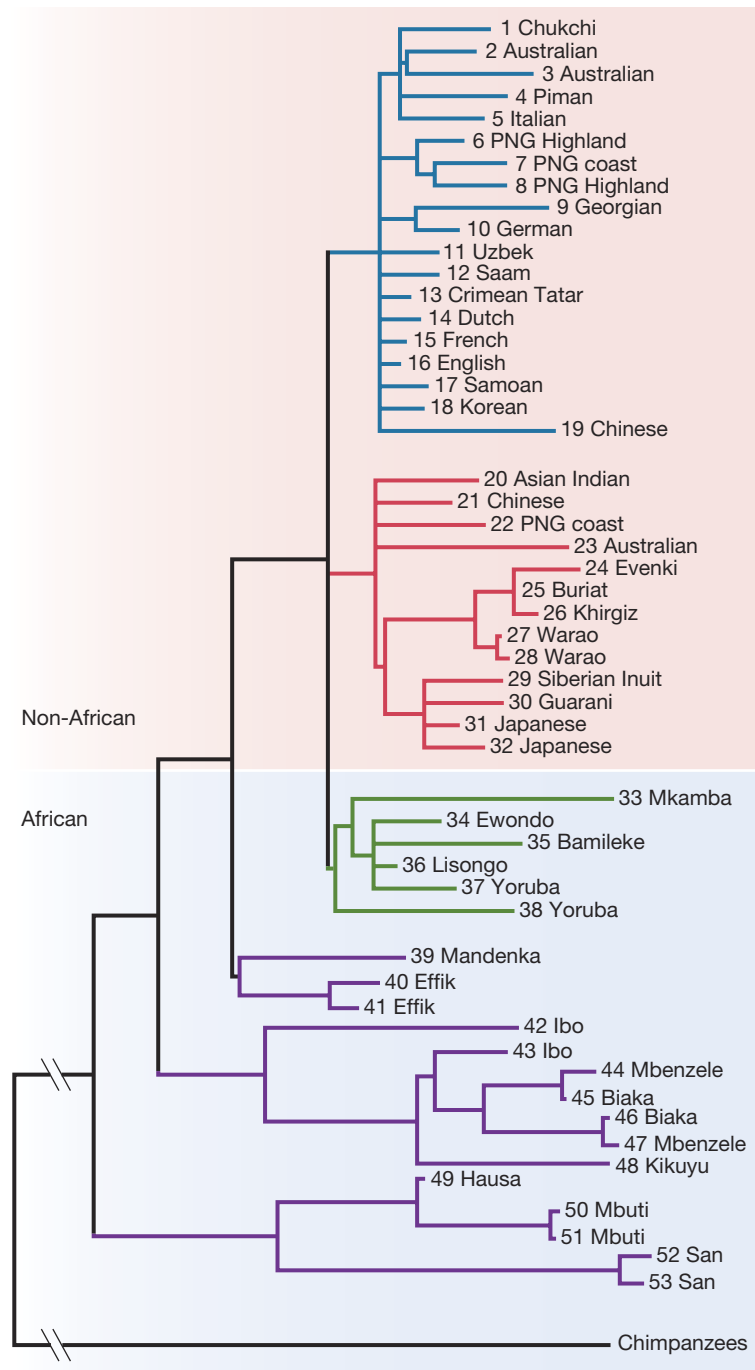 1 Chukchi
2 Australian
3 Australian
4 Piman
5 Italian
6 PNG Highland
7 PNG coast
8 PNG Highland
9 Georgian
10 German
11 Uzbek
12 Saam
13 Crimean Tatar
14 Dutch
15 French
16 English
17 Samoan
18 Korean
19 Chinese
20 Asian Indian
21 Chinese
22 PNG coast
23 Australian
24 Evenki
25 Buriat
26 Khirgiz
27 Warao
28 Warao
29 Siberian Inuit
30 Guarani
Non-African
31 Japanese
32 Japanese
33 Mkamba
African
34 Ewondo
35 Bamileke
36 Lisongo
37 Yoruba
38 Yoruba
39 Mandenka
40 Effik
41 Effik
42 Ibo
43 Ibo
44 Mbenzele
45 Biaka
46 Biaka
47 Mbenzele
48 Kikuyu
49 Hausa
50 Mbuti
51 Mbuti
52 San
53 San
Chimpanzees